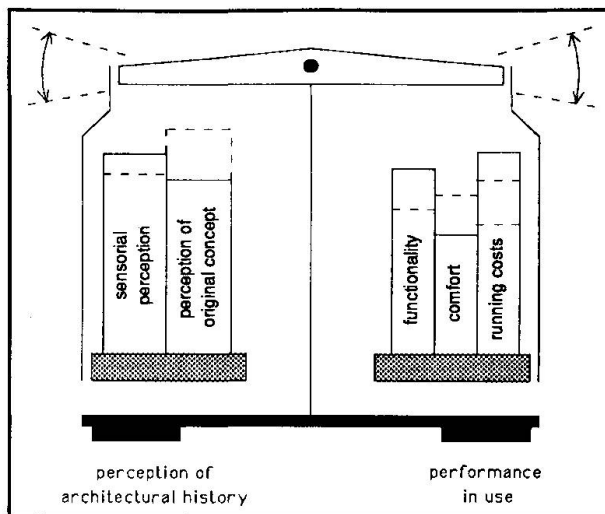 sensorial
perception
perception of
original concept
functionality
comfort
running costs
perception of
architectural history
performance
in use